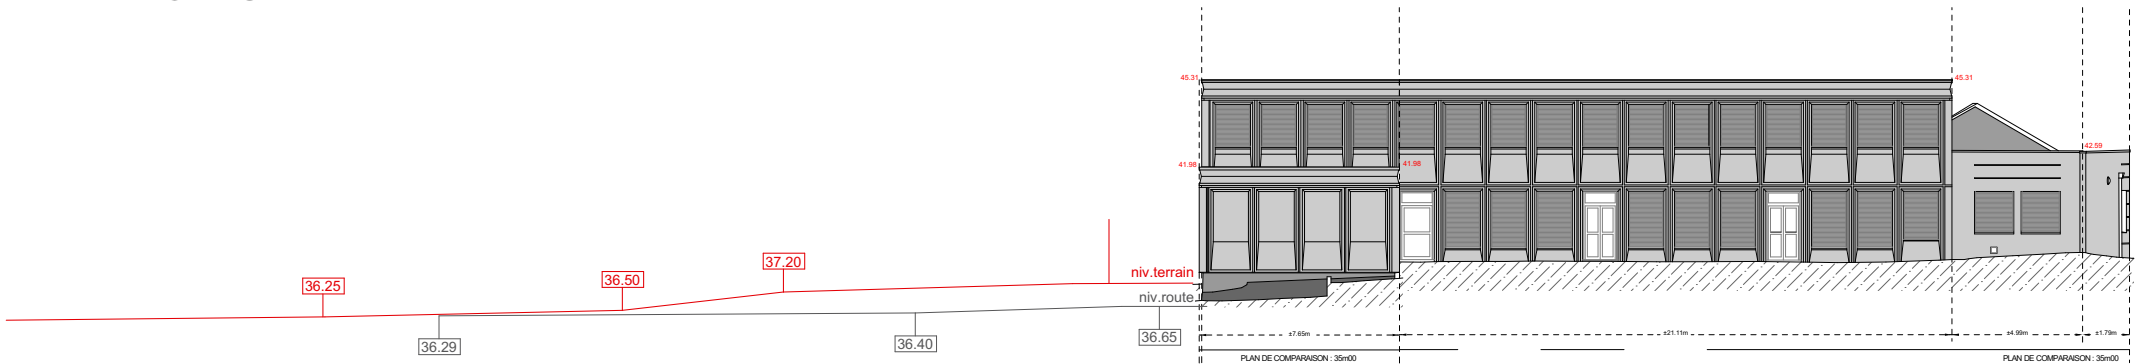 45.31
45.31
42.59
41.98
41.98
37.20
niv.terrain
36.50
36.25
niv.route
36.65
36.40
36.29
±7.65m
±21.11m
±4.99m
±1.79m
PLAN DE COMPARAISON : 35m00
PLAN DE COMPARAISON : 35m00